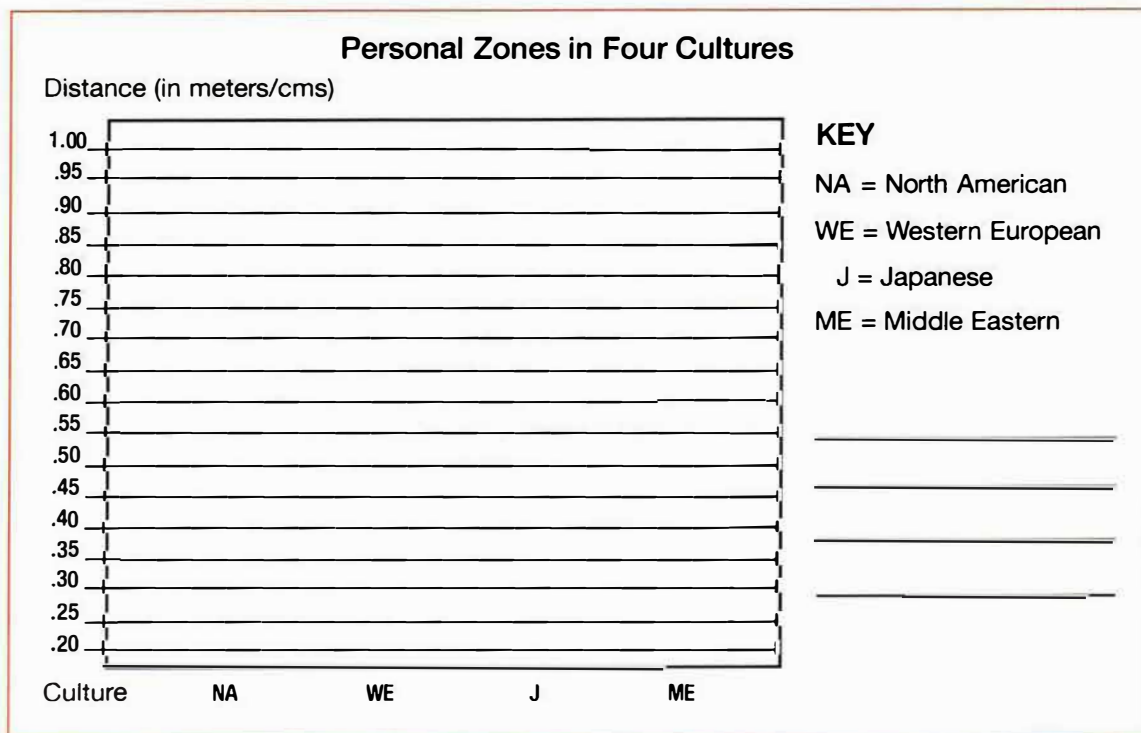 Personal Zones in Four Cultures
Distance (in meters/cms)
1.00
.95
.90
.85
.80
.75
.70
.65
.60
.55
.50
.45
.40
.35
.30
.25
.20
Culture NA WE J ME
KEY
NA = North American
WE = Western European
J = Japanese
ME = Middle Eastern